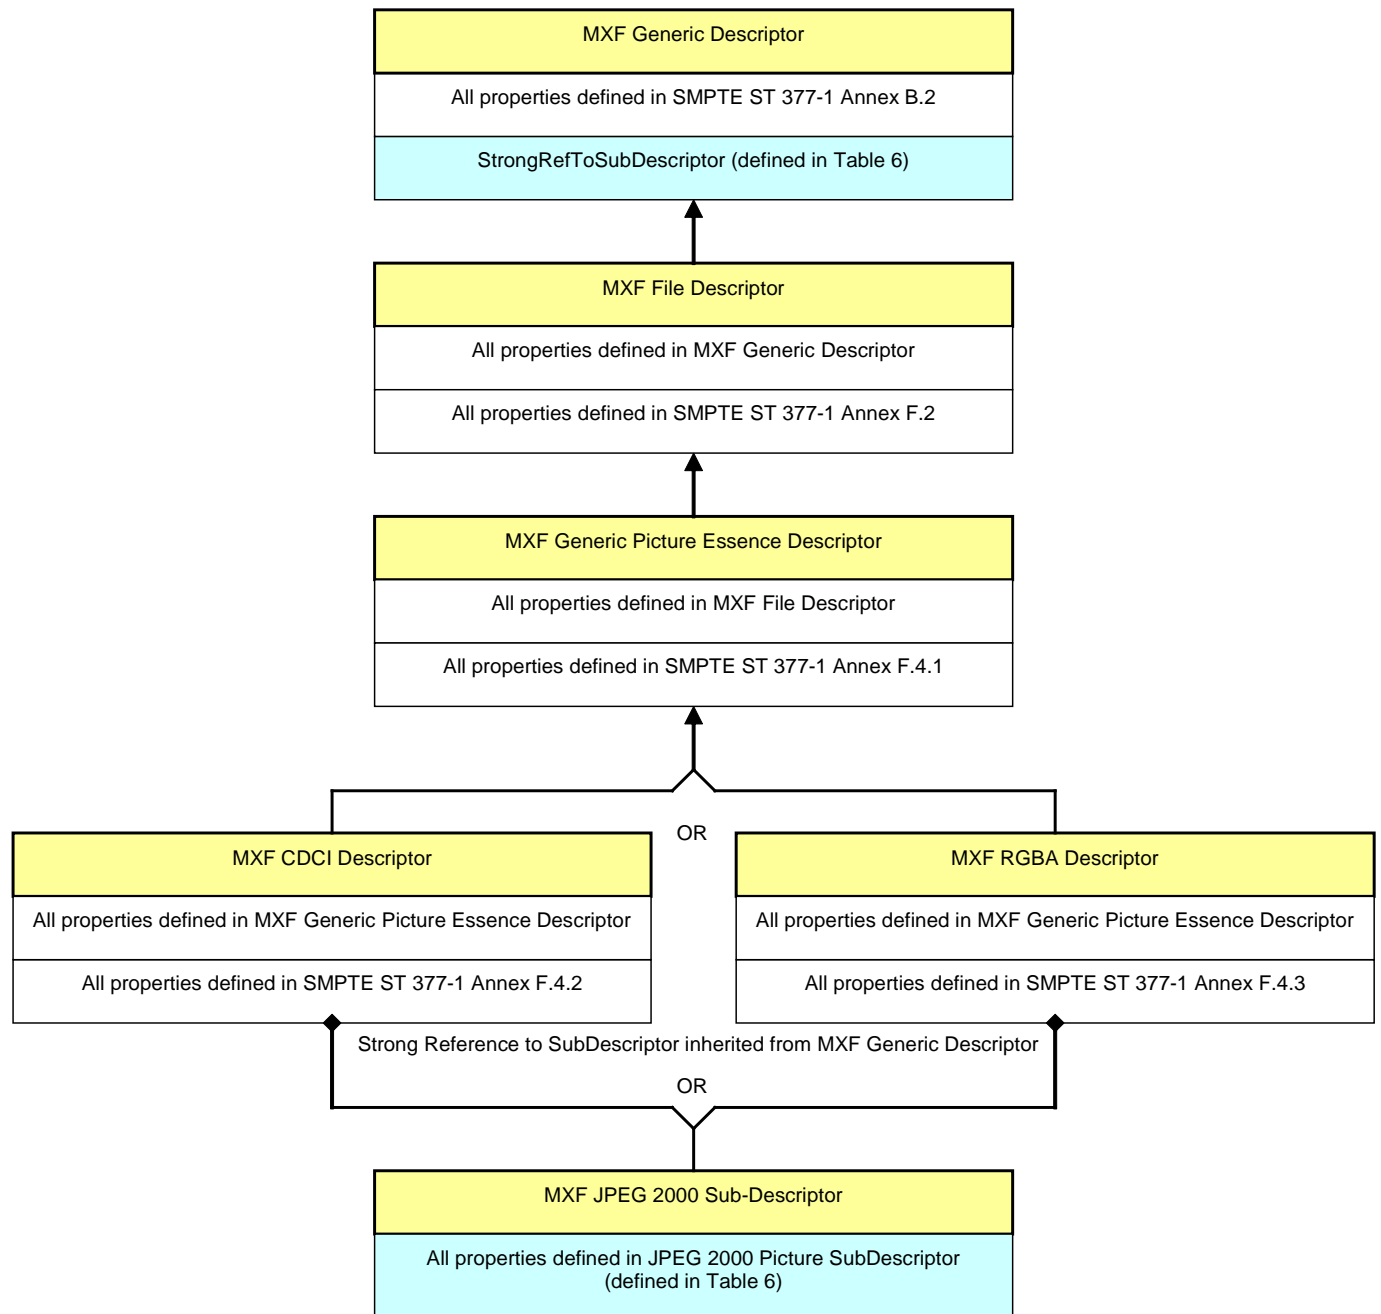 MXF Generic Descriptor
All properties defined in SMPTE ST 377-1 Annex B.2
StrongRefToSubDescriptor (defined in Table 6)
MXF File Descriptor
All properties defined in MXF Generic Descriptor
All properties defined in SMPTE ST 377-1 Annex F.2
MXF Generic Picture Essence Descriptor
All properties defined in MXF File Descriptor
All properties defined in SMPTE ST 377-1 Annex F.4.1
OR
MXF CDCI Descriptor
All properties defined in MXF Generic Picture Essence Descriptor
All properties defined in SMPTE ST 377-1 Annex F.4.2
MXF RGBA Descriptor
All properties defined in MXF Generic Picture Essence Descriptor
All properties defined in SMPTE ST 377-1 Annex F.4.3
Strong Reference to SubDescriptor inherited from MXF Generic Descriptor
OR
MXF JPEG 2000 Sub-Descriptor
All properties defined in JPEG 2000 Picture SubDescriptor
(defined in Table 6)